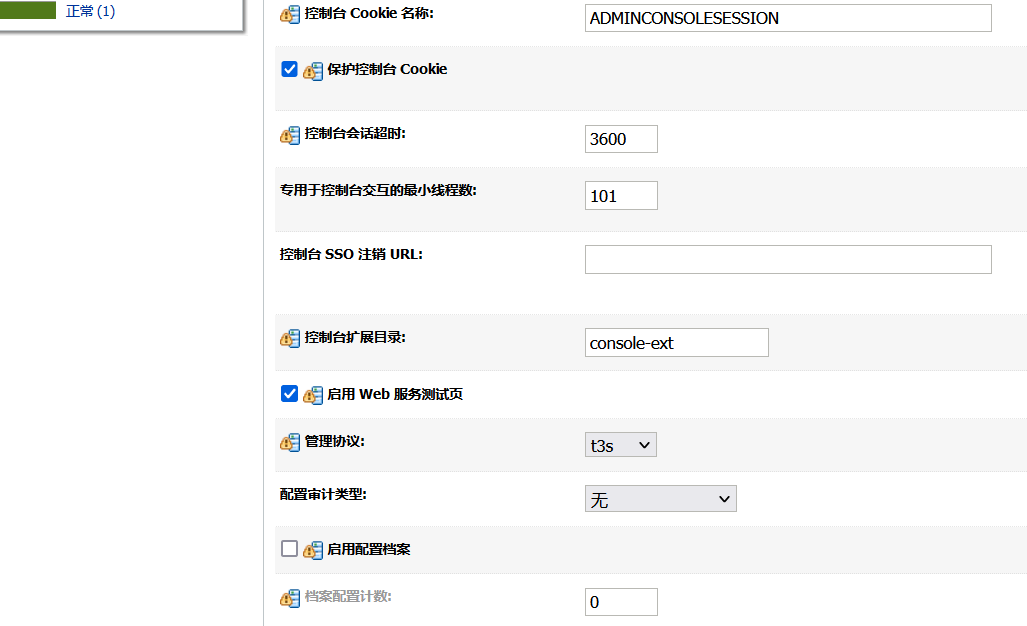 正常 (1)
控制台 Cookie 名称:
ADMINCONSOLESESSION
保护控制台 Cookie
控制台会话超时:
3600
专用于控制台交互的最小线程数:
101
控制台 SSO 注销 URL:
控制台扩展目录:
console-ext
启用 Web 服务测试页
管理协议:
t3s
配置审计类型:
无
启用配置档案
档案配置计数:
0